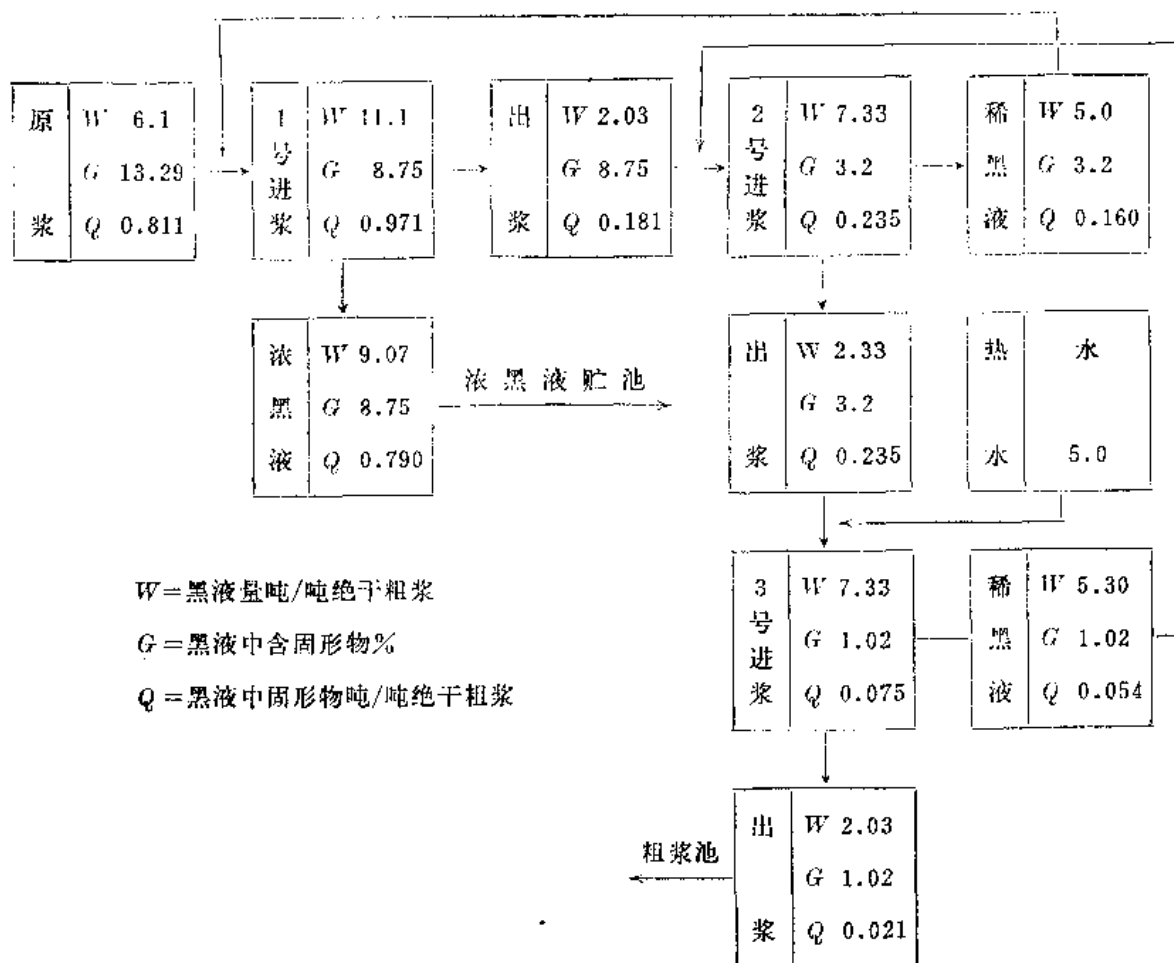 原浆 W 6.1
G 13.29
Q 0.811
1号进浆 W 11.1
G 8.75
Q 0.971
出浆 W 2.03
G 8.75
Q 0.181
2号进浆 W 7.33
G 3.2
Q 0.235
稀黑液 W 5.0
G 3.2
Q 0.160
浓黑液 W 9.07
G 8.75
Q 0.790
浓黑液贮池
出浆 W 2.33
G 3.2
Q 0.235
热水 水
5.0
W=黑液量吨/吨绝干粗浆
G=黑液中含固形物%
Q=黑液中固形物吨/吨绝干粗浆
3号进浆 W 7.33
G 1.02
Q 0.075
稀黑液 W 5.30
G 1.02
Q 0.054
粗浆池
出浆 W 2.03
G 1.02
Q 0.021